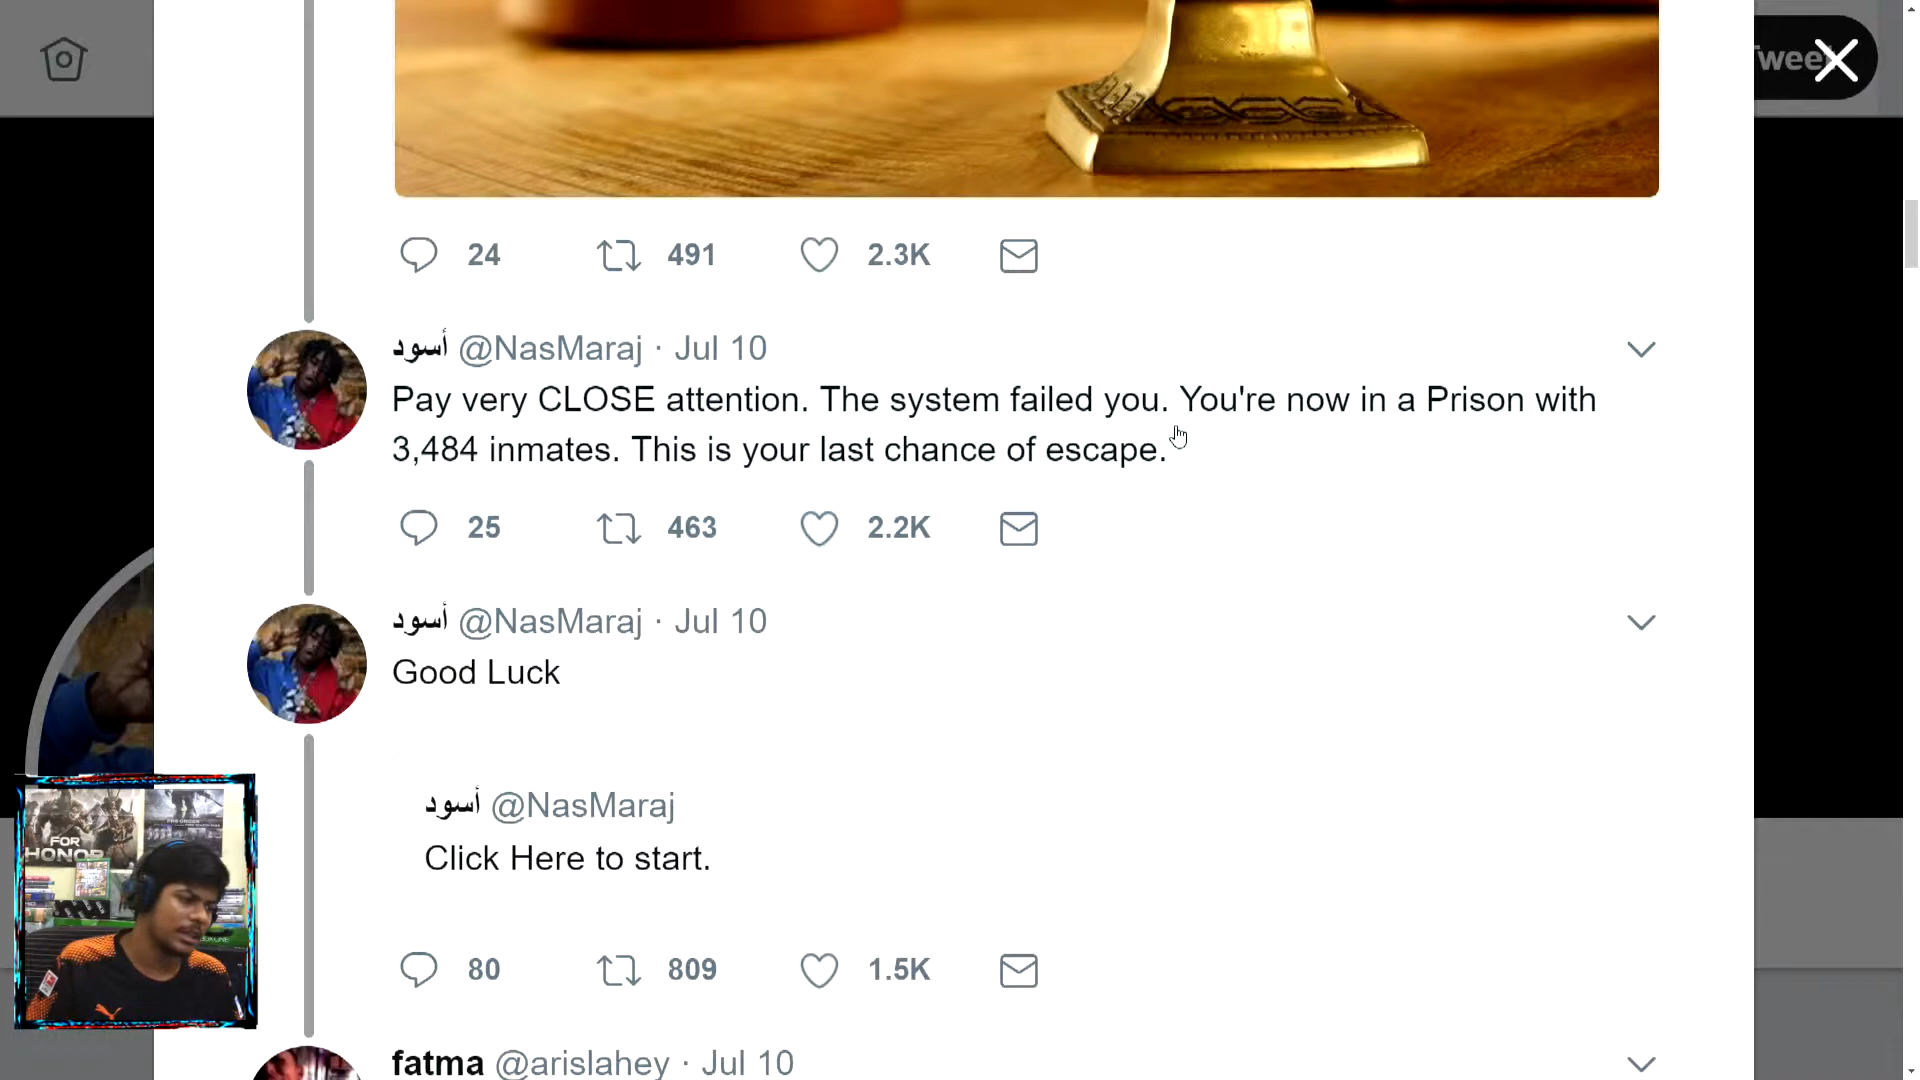 Twee
24 491 2.3K
أسود @NasMaraj · Jul 10
Pay very CLOSE attention. The system failed you. You're now in a Prison with
3,484 inmates. This is your last chance of escape.
25 463 2.2K
أسود @NasMaraj · Jul 10
Good Luck
أسود @NasMaraj
Click Here to start.
80 809 1.5K
FOR
HONOR
fatma @arislahey · Jul 10